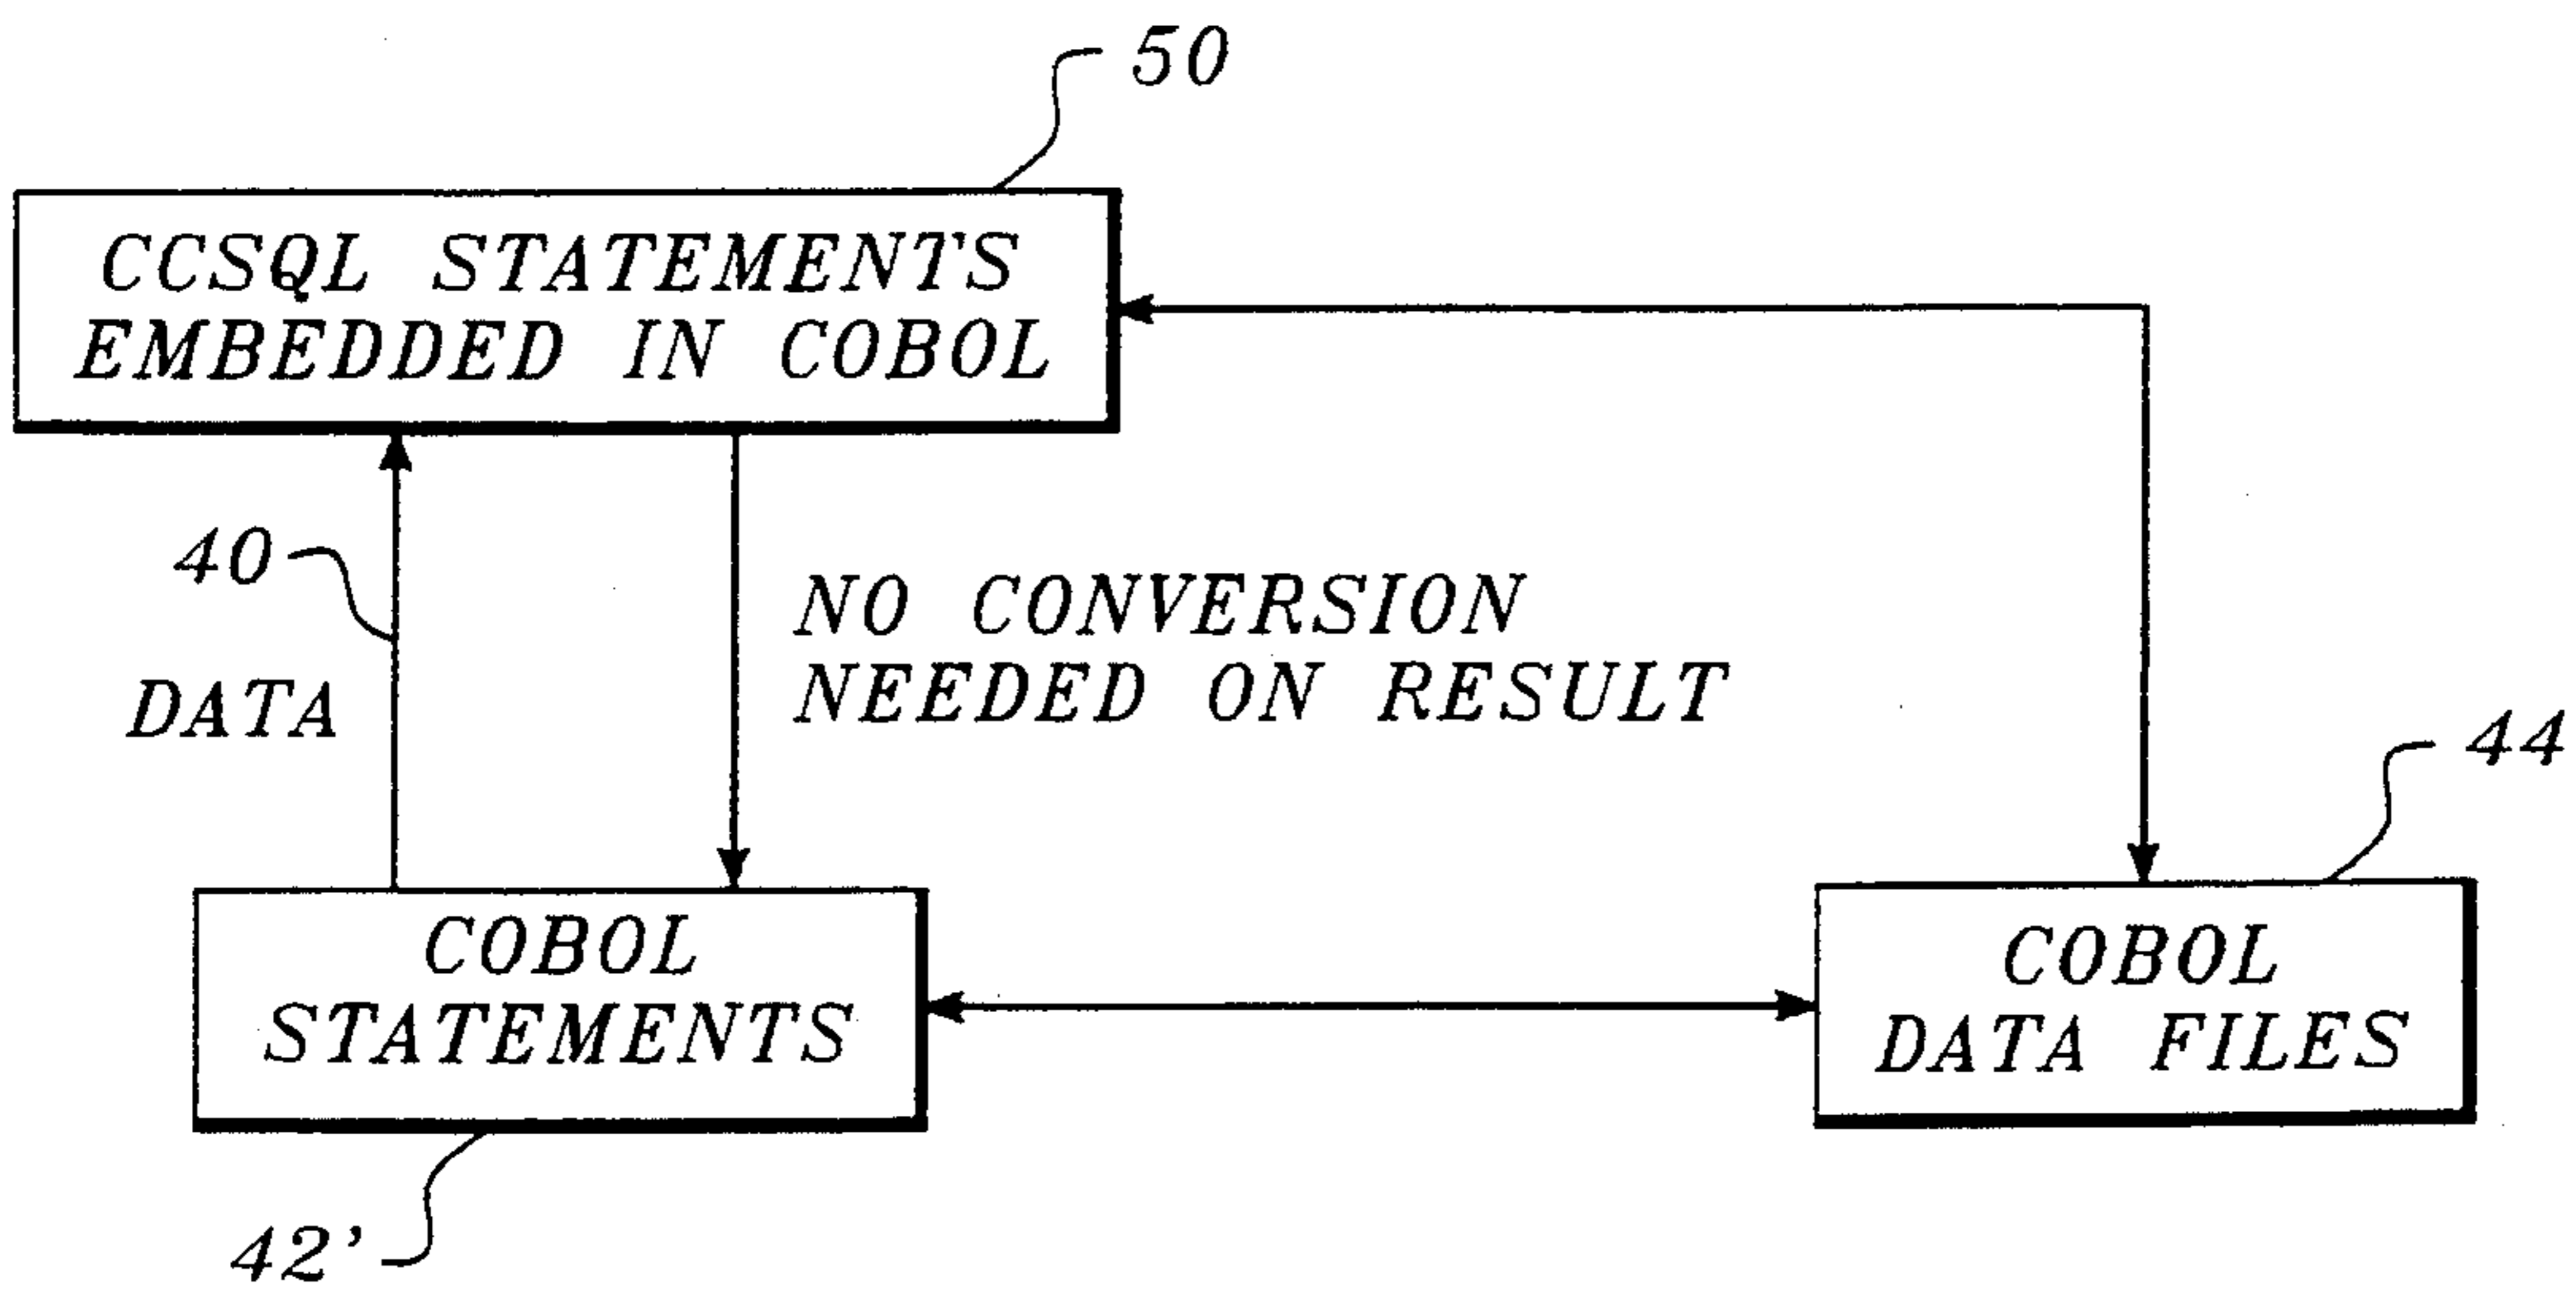 50
CCSQL STATEMENTS
EMBEDDED IN COBOL
40
DATA
NO CONVERSION
NEEDED ON RESULT
44
COBOL
STATEMENTS
COBOL
DATA FILES
42'